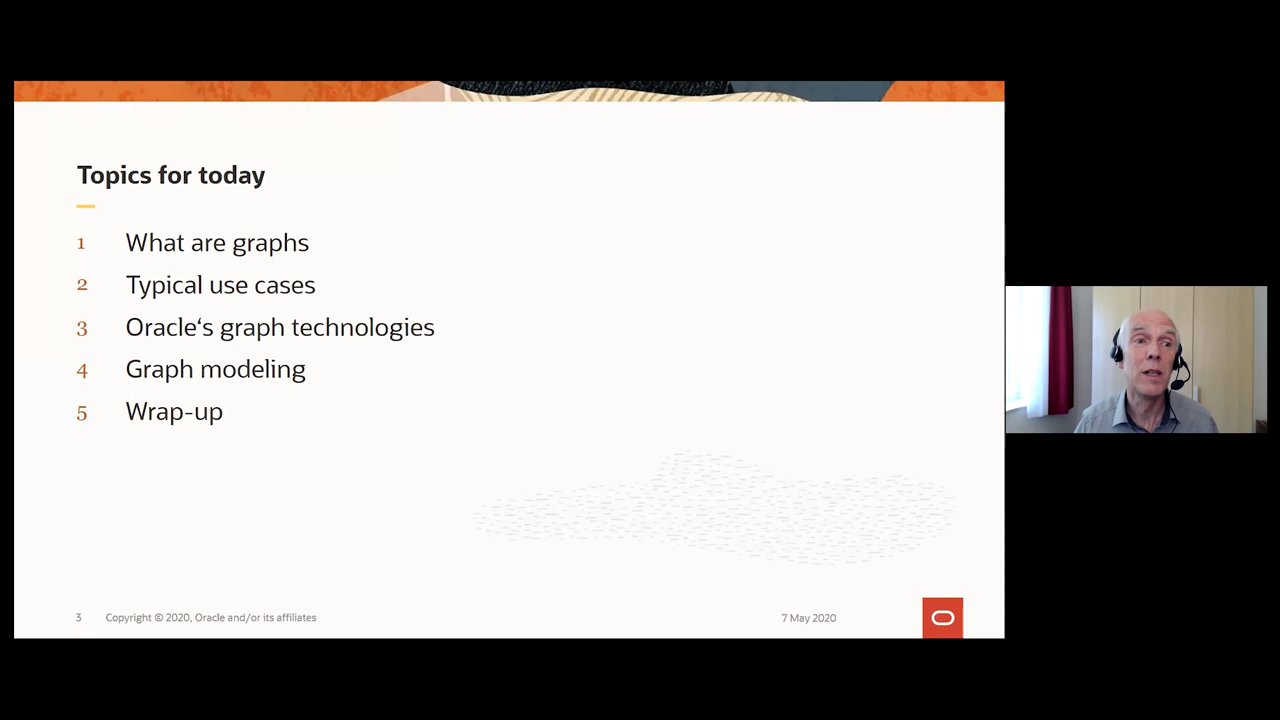 Topics for today
1 What are graphs
2 Typical use cases
3 Oracle‘s graph technologies
4 Graph modeling
5 Wrap-up
3 Copyright © 2020, Oracle and/or its affiliates 7 May 2020